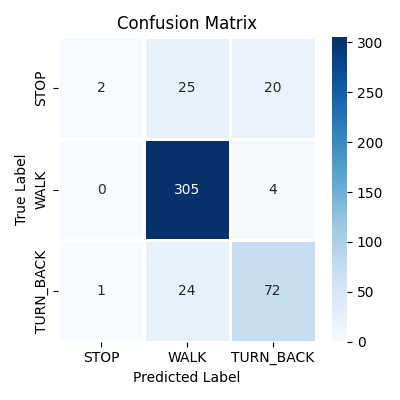 Confusion Matrix
True Label
STOP
WALK
TURN_BACK
2 25 20
0 305 4
1 24 72
STOP WALK TURN_BACK
Predicted Label
300
250
200
150
100
50
0